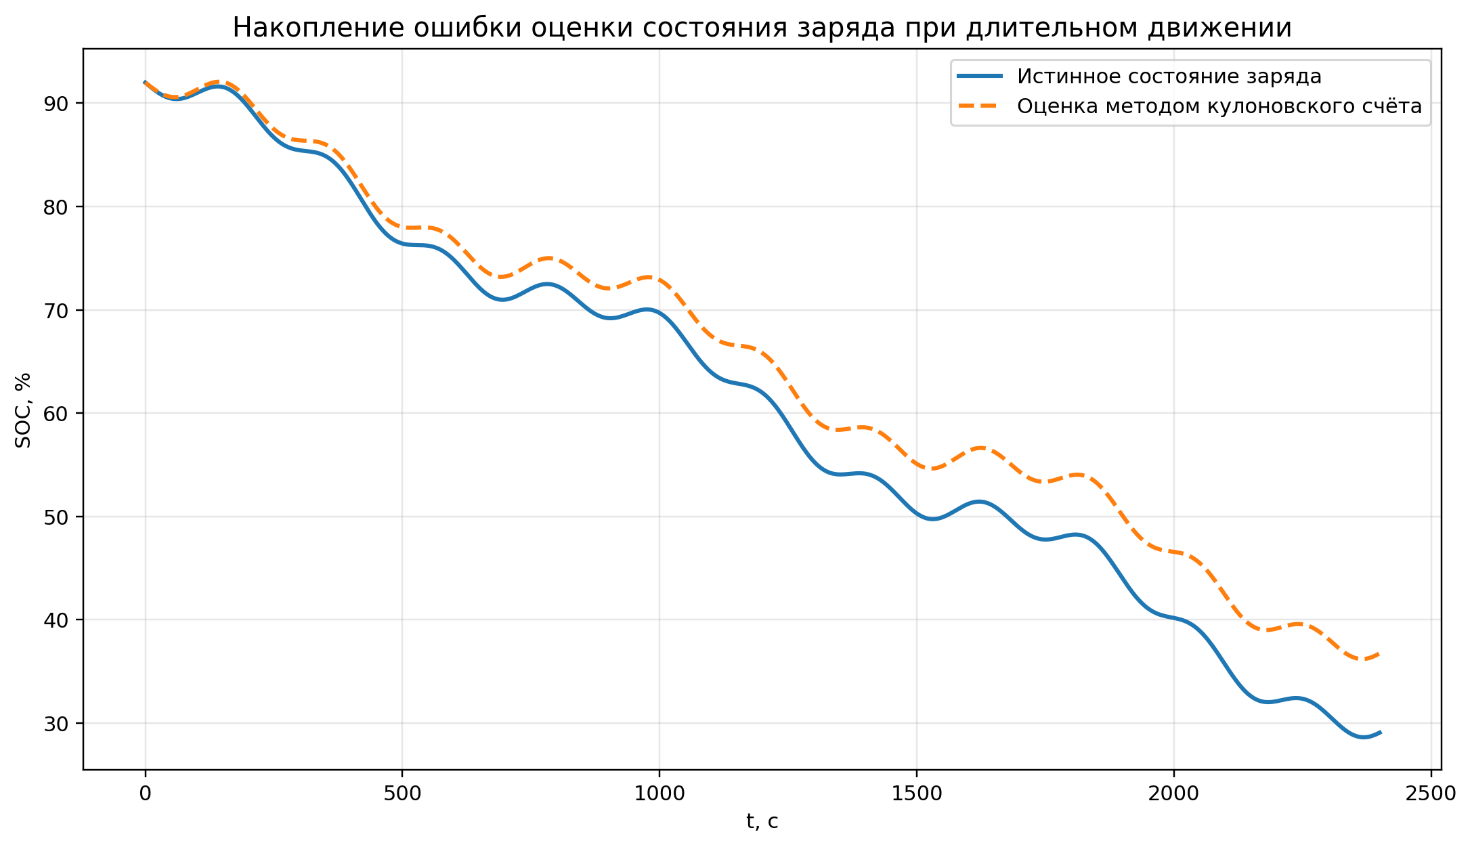 Накопление ошибки оценки состояния заряда при длительном движении
Истинное состояние заряда
Оценка методом кулоновского счёта
90
80
70
60
50
40
30
SOC, %
0 500 1000 1500 2000 2500
t, с